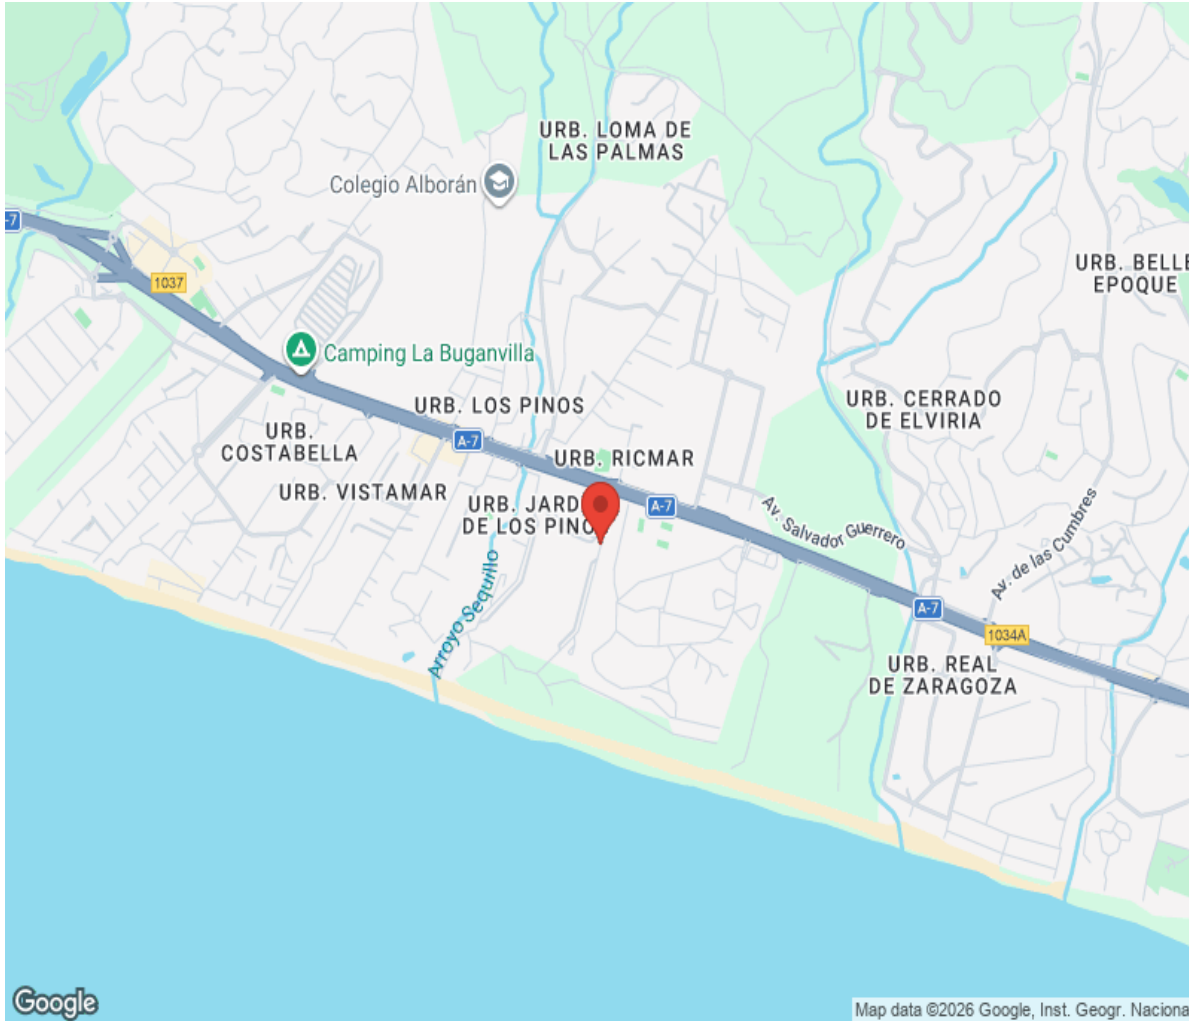 URB. LOMA DE
LAS PALMAS
Colegio Alborán
-7
1037
URB. BELLE
EPOQUE
Camping La Buganvilla
URB. LOS PINOS
URB. CERRADO
DE ELVIRIA
URB.
COSTABELLA
A-7
URB. RICMAR
URB. VISTAMAR
URB. JARD
DE LOS PINO
A-7
Av. Salvador Guerrero
Av. de las Cumbres
Arroyo Sequillo
A-7
1034A
URB. REAL
DE ZARAGOZA
Google
Map data ©2026 Google, Inst. Geogr. Naciona